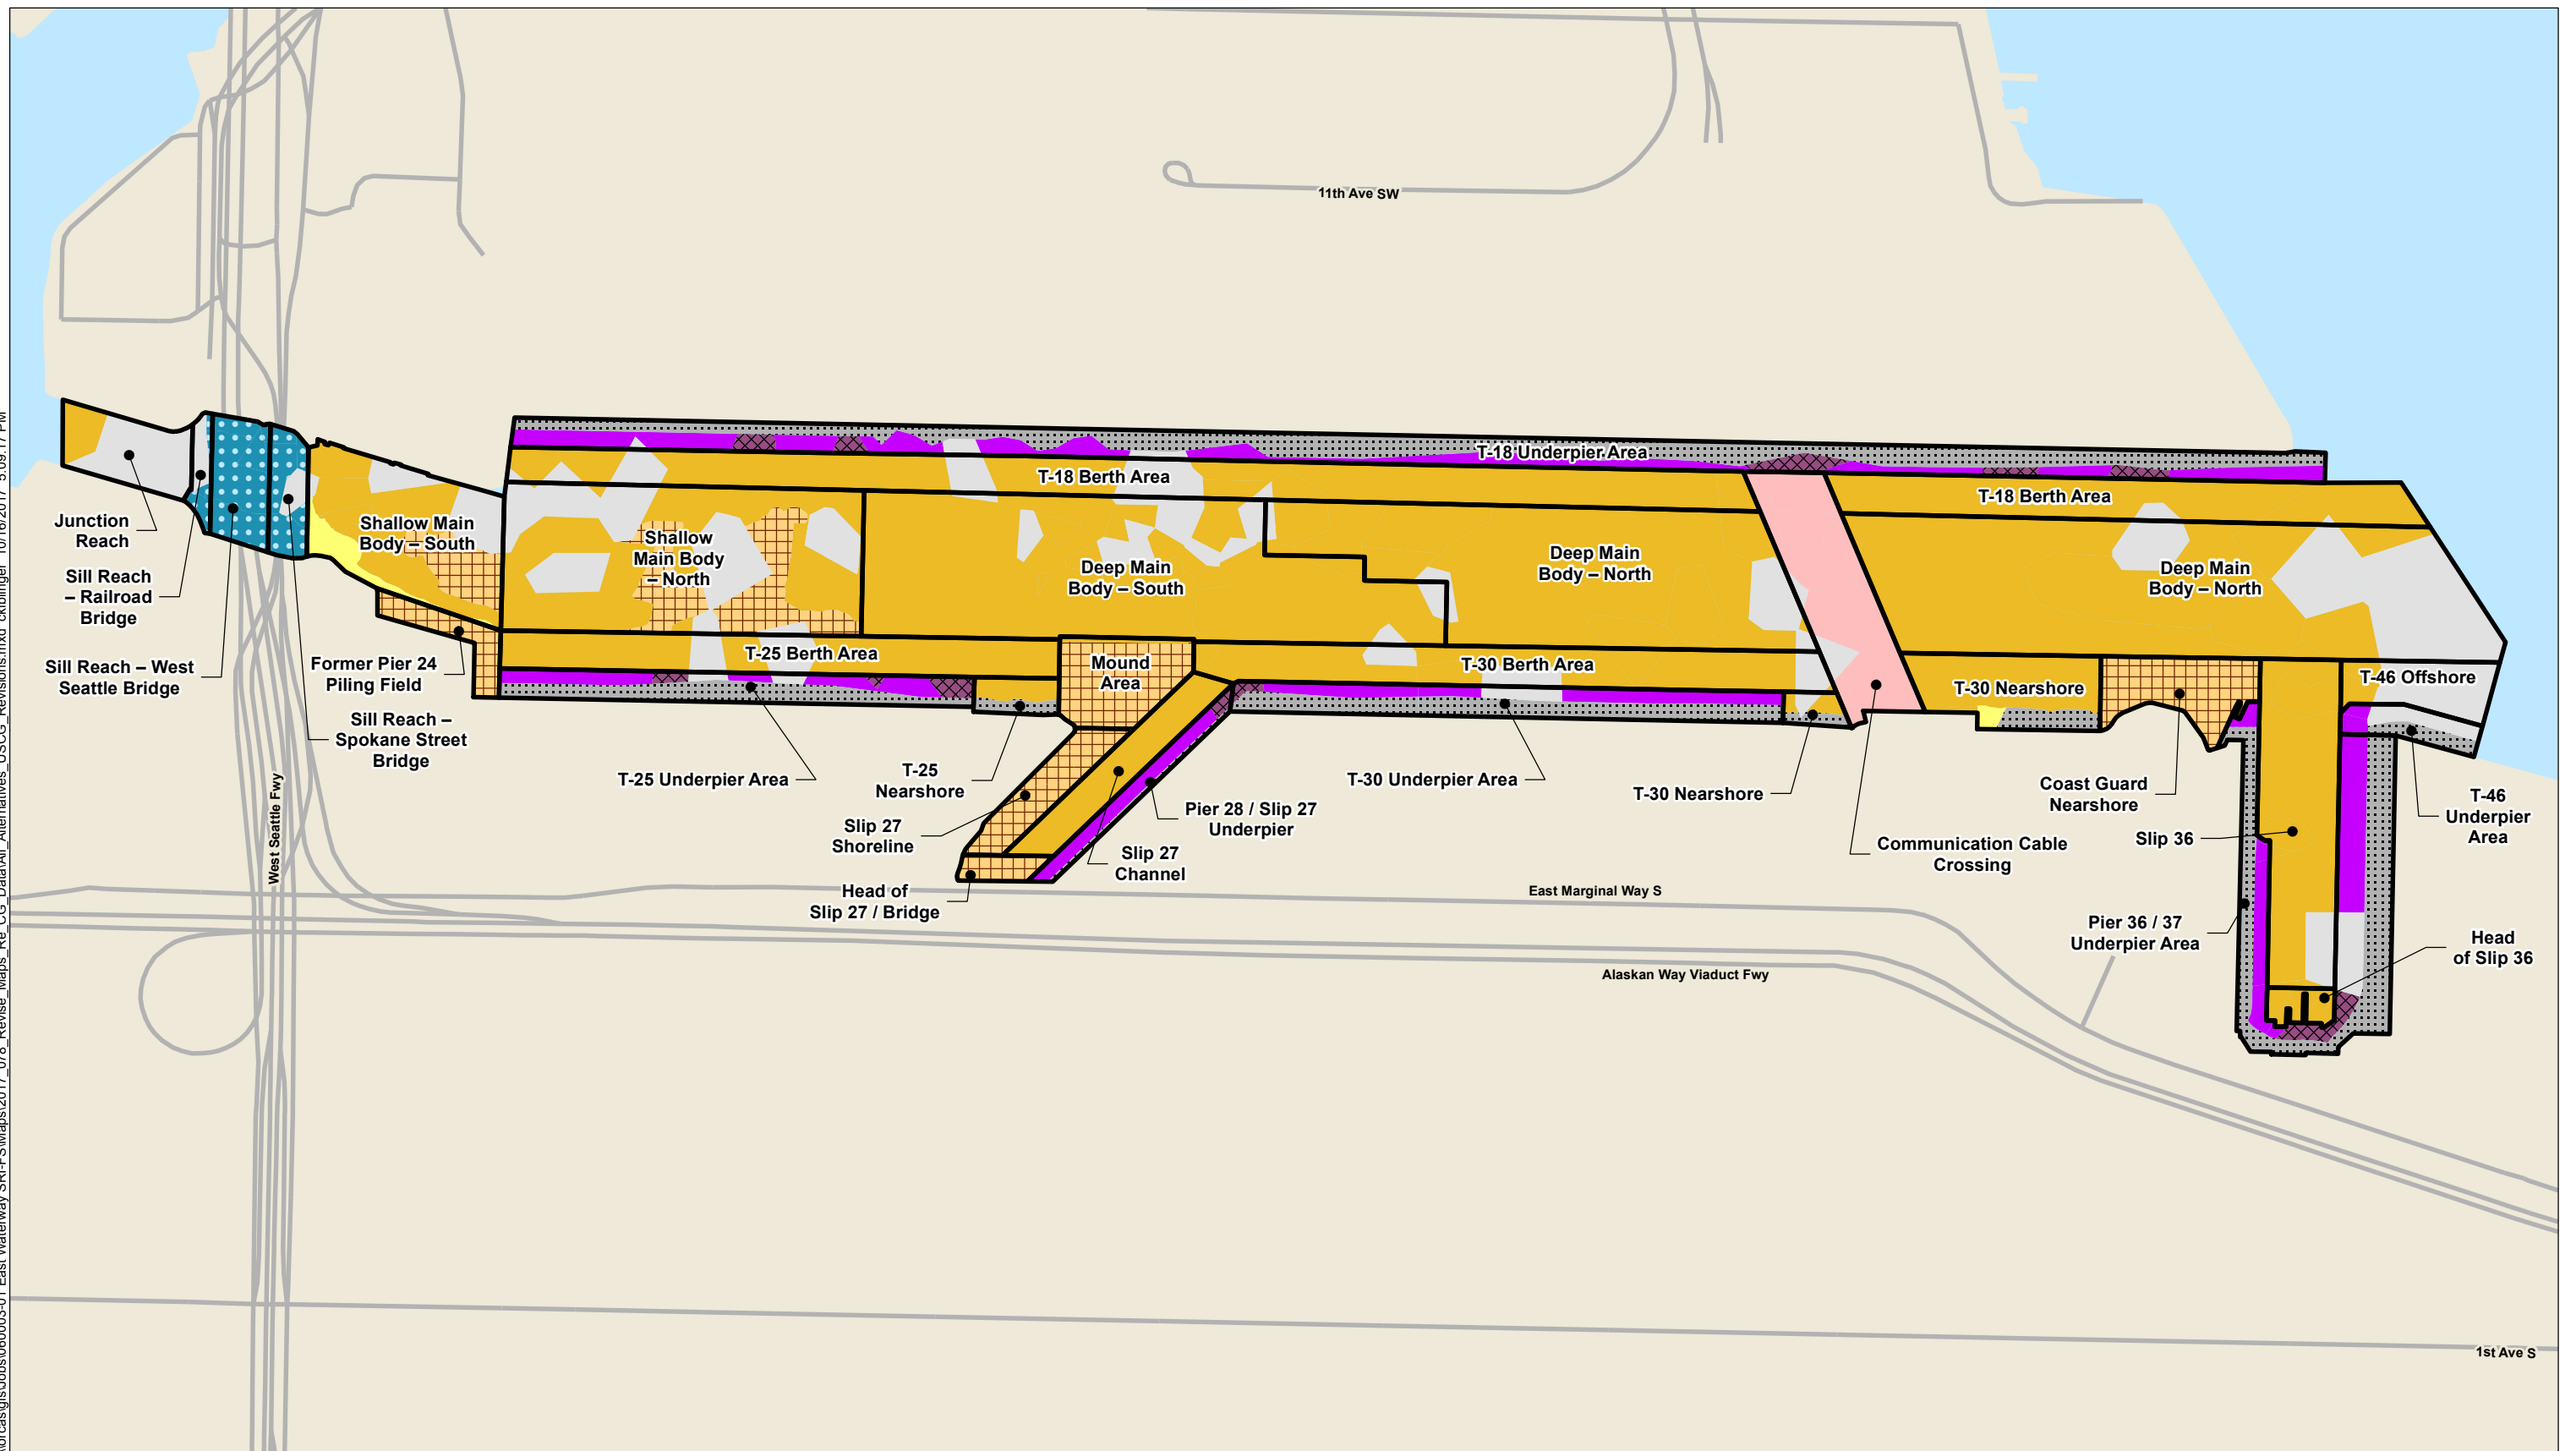 11th Ave SW
T-18 Underpier Area
T-18 Berth Area
T-18 Berth Area
Junction
Reach
Sill Reach
– Railroad
Bridge
Sill Reach – West
Seattle Bridge
Shallow Main
Body – South
Former Pier 24
Piling Field
Sill Reach –
Spokane Street
Bridge
Shallow
Main Body
– North
Deep Main
Body – South
Deep Main
Body – North
Deep Main
Body – North
T-25 Berth Area
Mound
Area
T-30 Berth Area
T-30 Nearshore
T-46 Offshore
T-25 Underpier Area
T-25
Nearshore
Slip 27
Shoreline
Head of
Slip 27 / Bridge
Slip 27
Channel
Pier 28 / Slip 27
Underpier
T-30 Underpier Area
T-30 Nearshore
Communication Cable
Crossing
Coast Guard
Nearshore
Slip 36
T-46
Underpier
Area
Pier 36 / 37
Underpier Area
Head
of Slip 36
West Seattle Fwy
East Marginal Way S
Alaskan Way Viaduct Fwy
1st Ave S